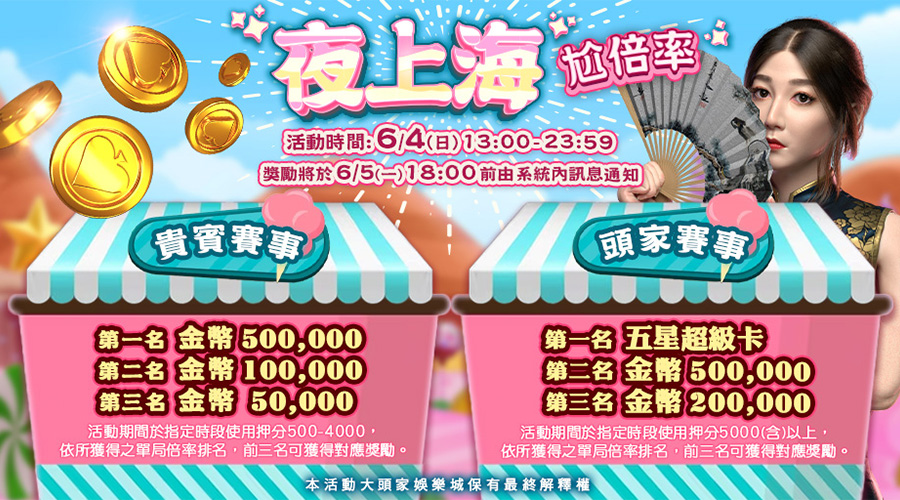 夜上海
尬倍率
活動時間:6/4(日)13:00-23:59
獎勵將於6/5(一)18:00前由系統內訊息通知
貴賓賽事
第一名 金幣 500,000
第二名 金幣 100,000
第三名 金幣 50,000
活動期間於指定時段使用押分500-4000，
依所獲得之單局倍率排名，前三名可獲得對應獎勵。
頭家賽事
第一名 五星超級卡
第二名 金幣 500,000
第三名 金幣 200,000
活動期間於指定時段使用押分5000(含)以上，
依所獲得之單局倍率排名，前三名可獲得對應獎勵。
本活動大頭家娛樂城保有最終解釋權